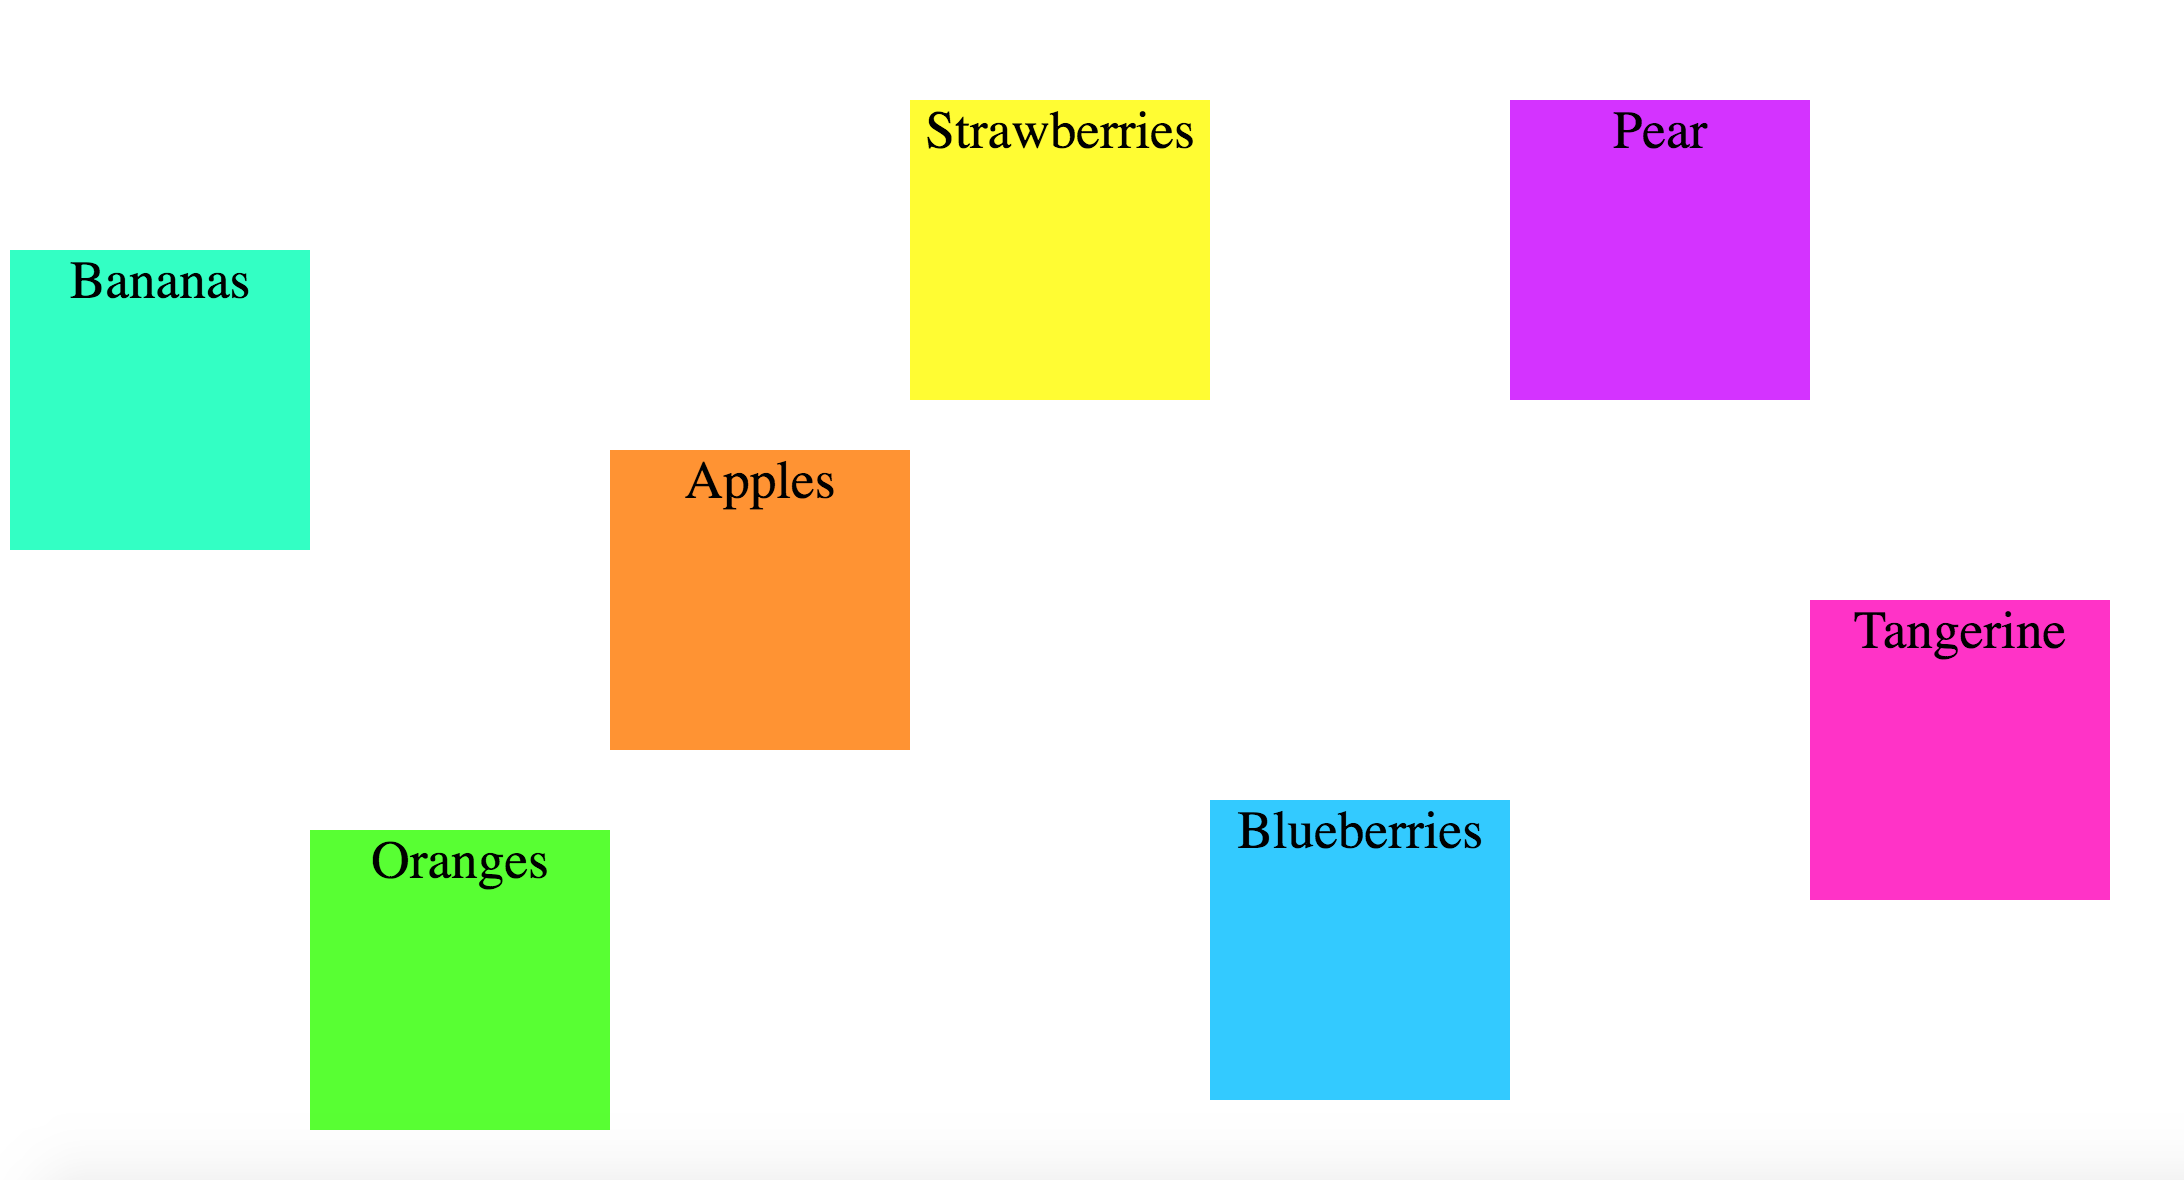 Strawberries
Pear
Bananas
Apples
Tangerine
Blueberries
Oranges